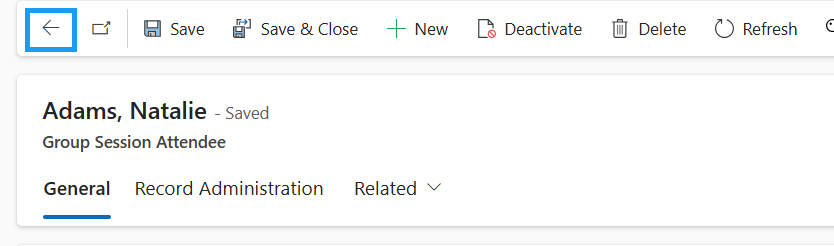 Save Save & Close New Deactivate Delete Refresh
Adams, Natalie - Saved
Group Session Attendee
General Record Administration Related